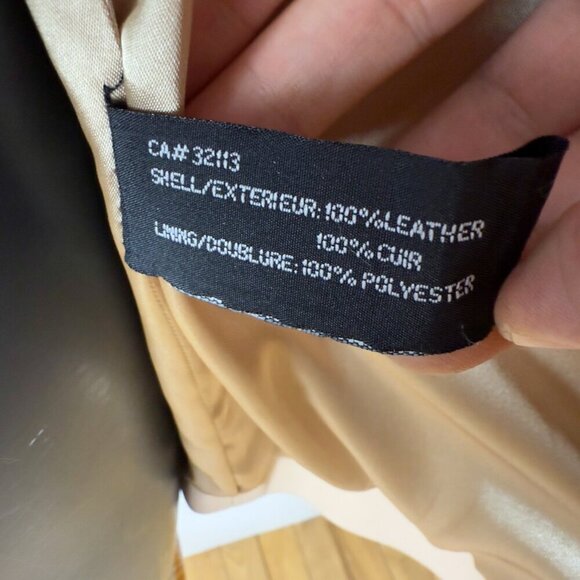 CA# 32113
SHELL/EXTERIEUR: 100% LEATHER
100% CUIR
LINING/DOUBLURE: 100% POLYESTER